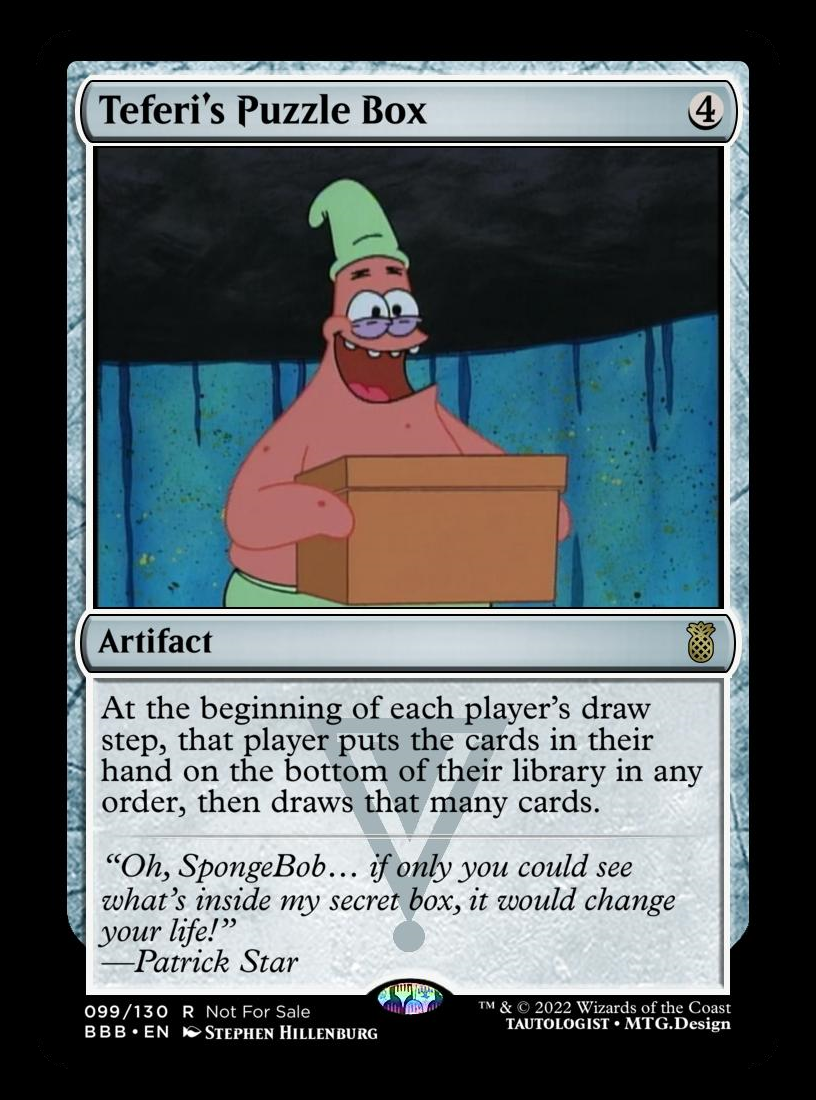 Teferi's Puzzle Box 4
Artifact
At the beginning of each player's draw
step, that player puts the cards in their
hand on the bottom of their library in any
order, then draws that many cards.
“Oh, SpongeBob… if only you could see
what's inside my secret box, it would change
your life!”
—Patrick Star
099/130 R Not For Sale
BBB • EN Stephen Hillenburg
™ & © 2022 Wizards of the Coast
TAUTOLOGIST • MTG.Design